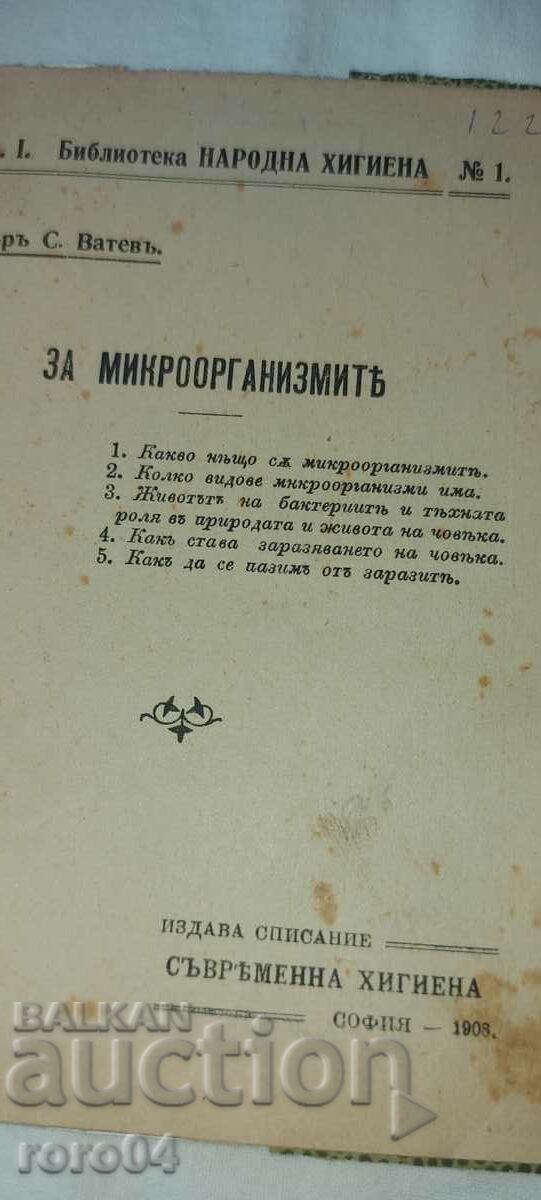 122
. I. Библиотека НАРОДНА ХИГИЕНА № 1.
ръ С. Ватевъ.
ЗА МИКРООРГАНИЗМИТѢ
1. Какво нѣщо сѫ микроорганизмитѣ.
2. Колко видове микроорганизми има.
3. Животътъ на бактериитѣ и тѣхната
роля въ природата и живота на човѣка.
4. Какъ става заразяването на човѣка.
5. Какъ да се пазимъ отъ заразитѣ.
ИЗДАВА СПИСАНИЕ
СЪВРѢМЕННА ХИГИЕНА
СОФИЯ — 1908.
BALKAN
auction
roro04